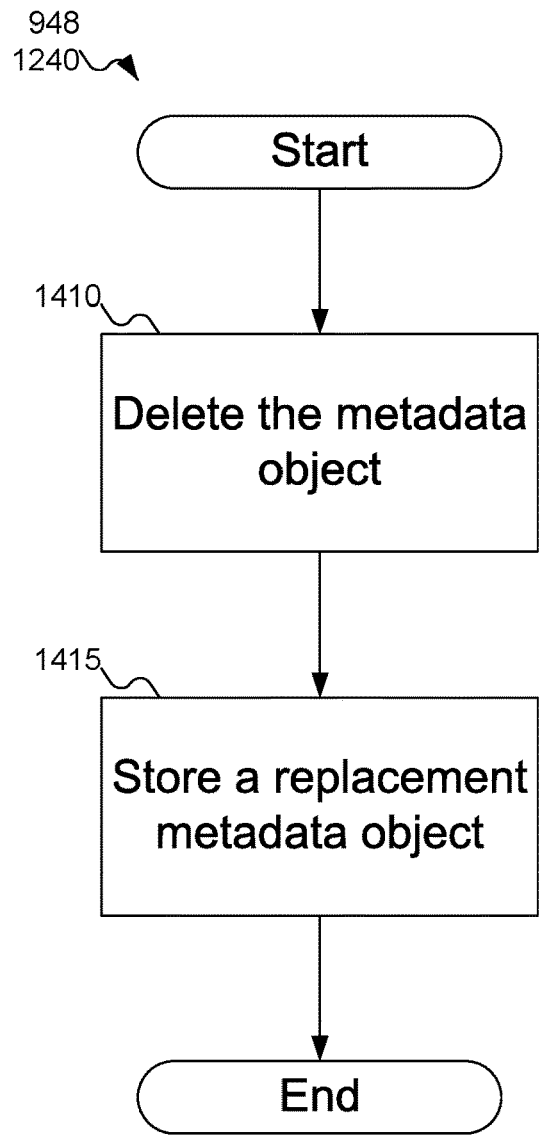 948
1240
Start
1410
Delete the metadata
object
1415
Store a replacement
metadata object
End